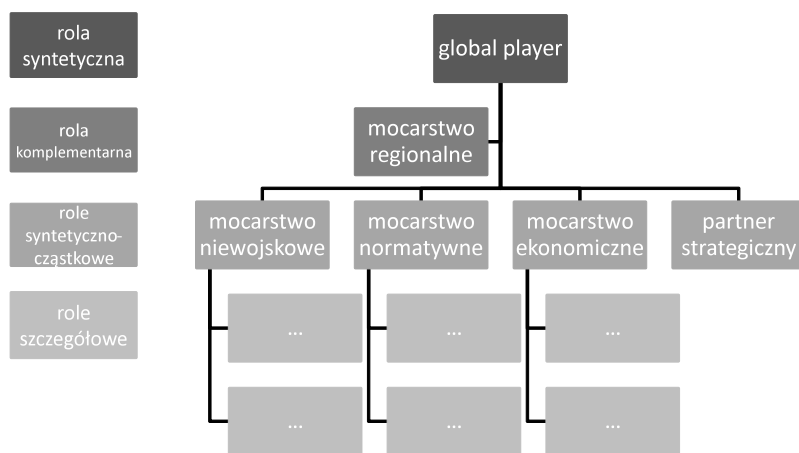 rola
syntetyczna
global player
rola
komplementarna
mocarstwo
regionalne
role
syntetyczno-
cząstkowe
mocarstwo
niewojskowe
mocarstwo
normatywne
mocarstwo
ekonomiczne
partner
strategiczny
role
szczegółowe
...
...
...
...
...
...